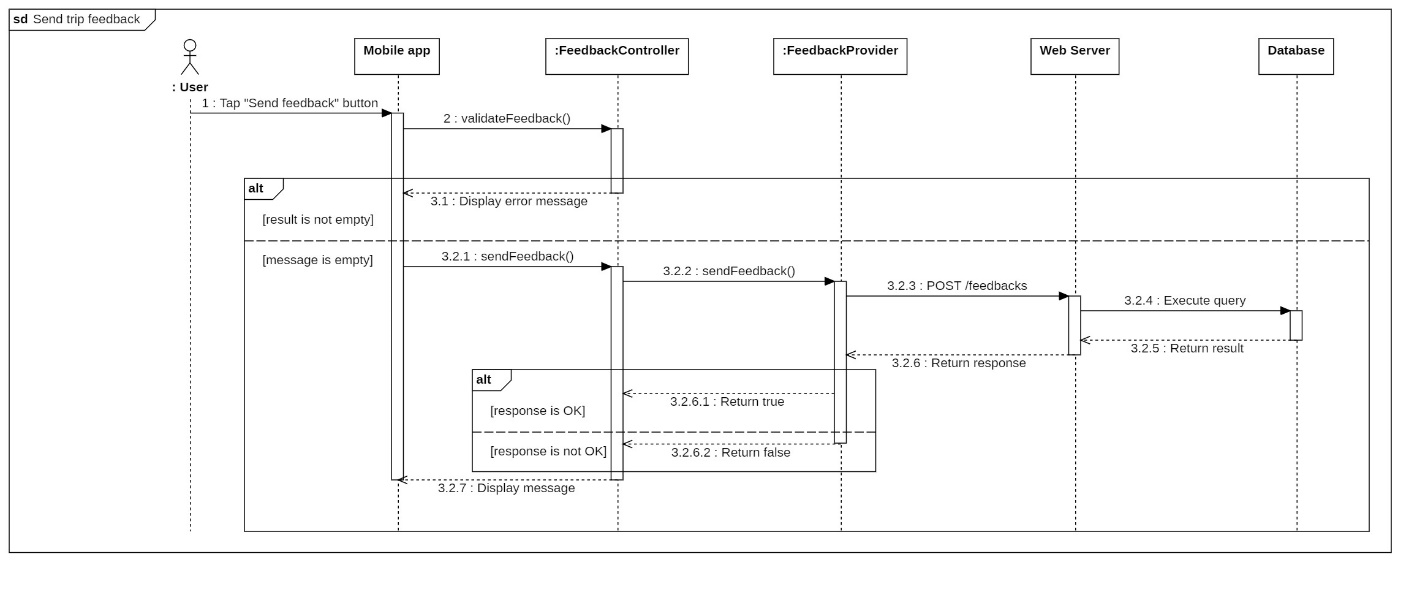 sd Send trip feedback
: User
Mobile app
:FeedbackController
:FeedbackProvider
Web Server
Database
1 : Tap "Send feedback" button
2 : validateFeedback()
alt
3.1 : Display error message
[result is not empty]
[message is empty]
3.2.1 : sendFeedback()
3.2.2 : sendFeedback()
3.2.3 : POST /feedbacks
3.2.4 : Execute query
3.2.5 : Return result
3.2.6 : Return response
alt
3.2.6.1 : Return true
[response is OK]
[response is not OK]
3.2.6.2 : Return false
3.2.7 : Display message